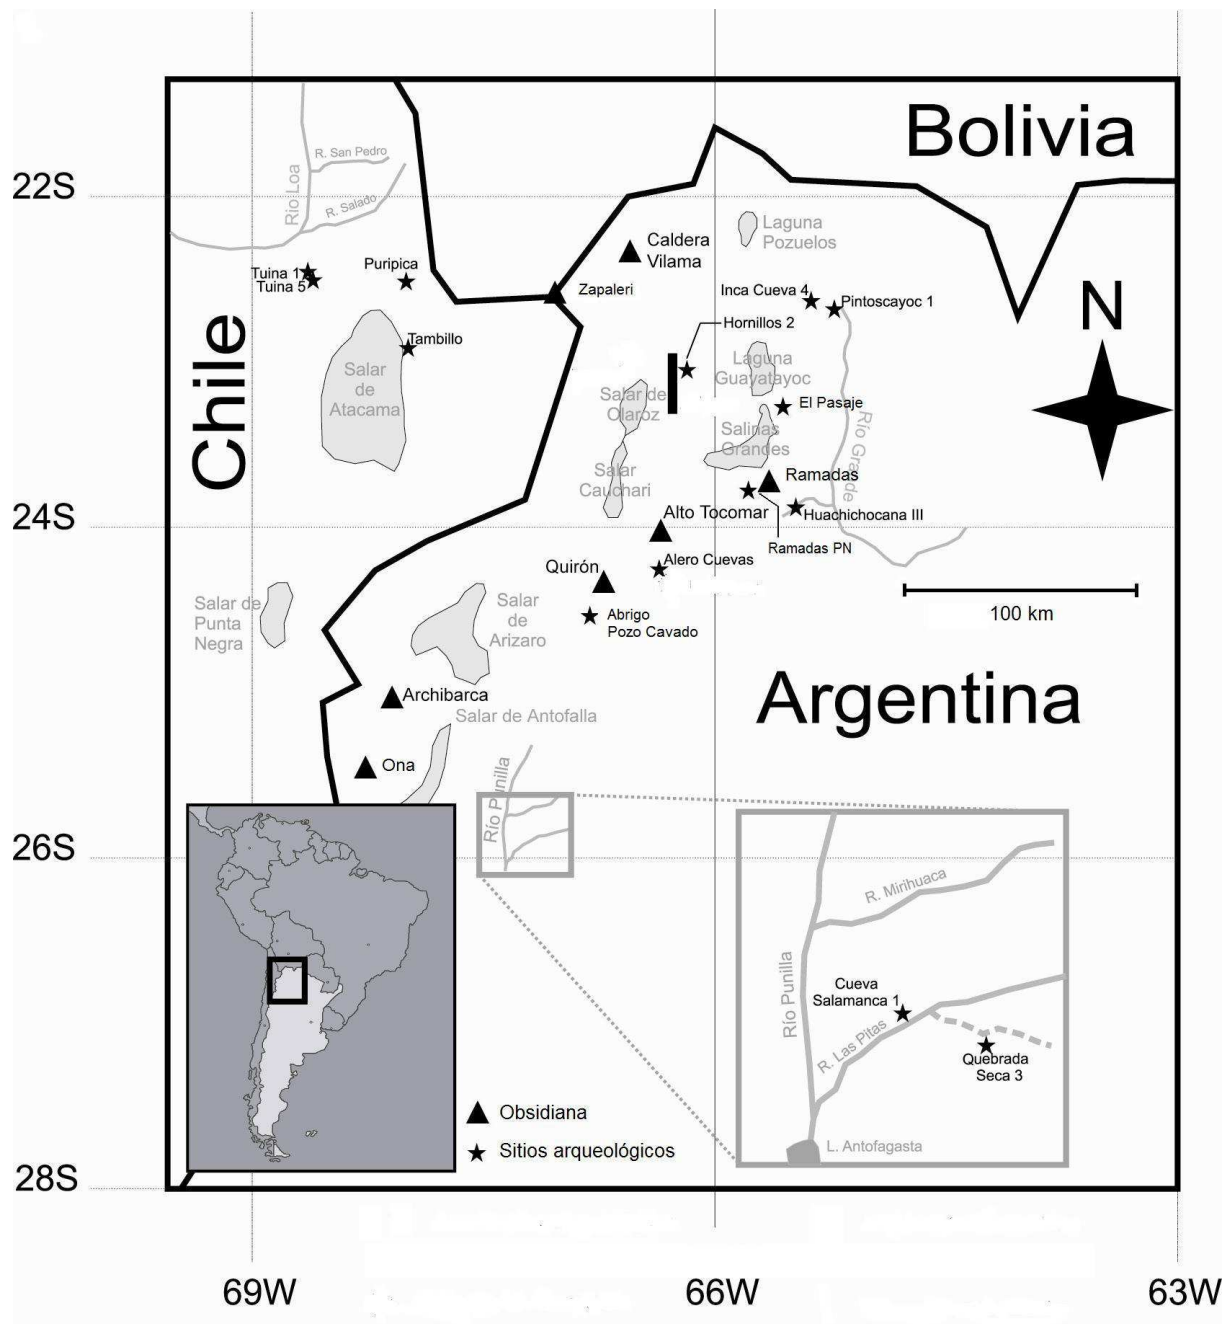 Bolivia
R. San Pedro
Río Loa
R. Salado
22S
Laguna
Pozuelos
Caldera
Vilama
Tuina 1
Tuina 5
Puripica
Zapaleri
Inca Cueva 4
Pintoscayoc 1
N
Hornillos 2
Chile
Tambillo
Salar
de
Atacama
Laguna
Guayatayoc
Salar de
Olaroz
El Pasaje
Río Grade
Salinas
Grandes
Salar
Cauchari
Ramadas
24S
Alto Tocomar
Huachichocana III
Ramadas PN
Alero Cuevas
Quirón
100 km
Salar de
Punta
Negra
Salar
de
Arizaro
Abrigo
Pozo Cavado
Argentina
Archibarca
Salar de Antofalla
Ona
Río Punilla
26S
R. Mirihuaca
Río Punilla
Cueva
Salamanca 1
R. Las Pitas
Quebrada
Seca 3
L. Antofagasta
Obsidiana
Sitios arqueológicos
28S
69W
66W
63W